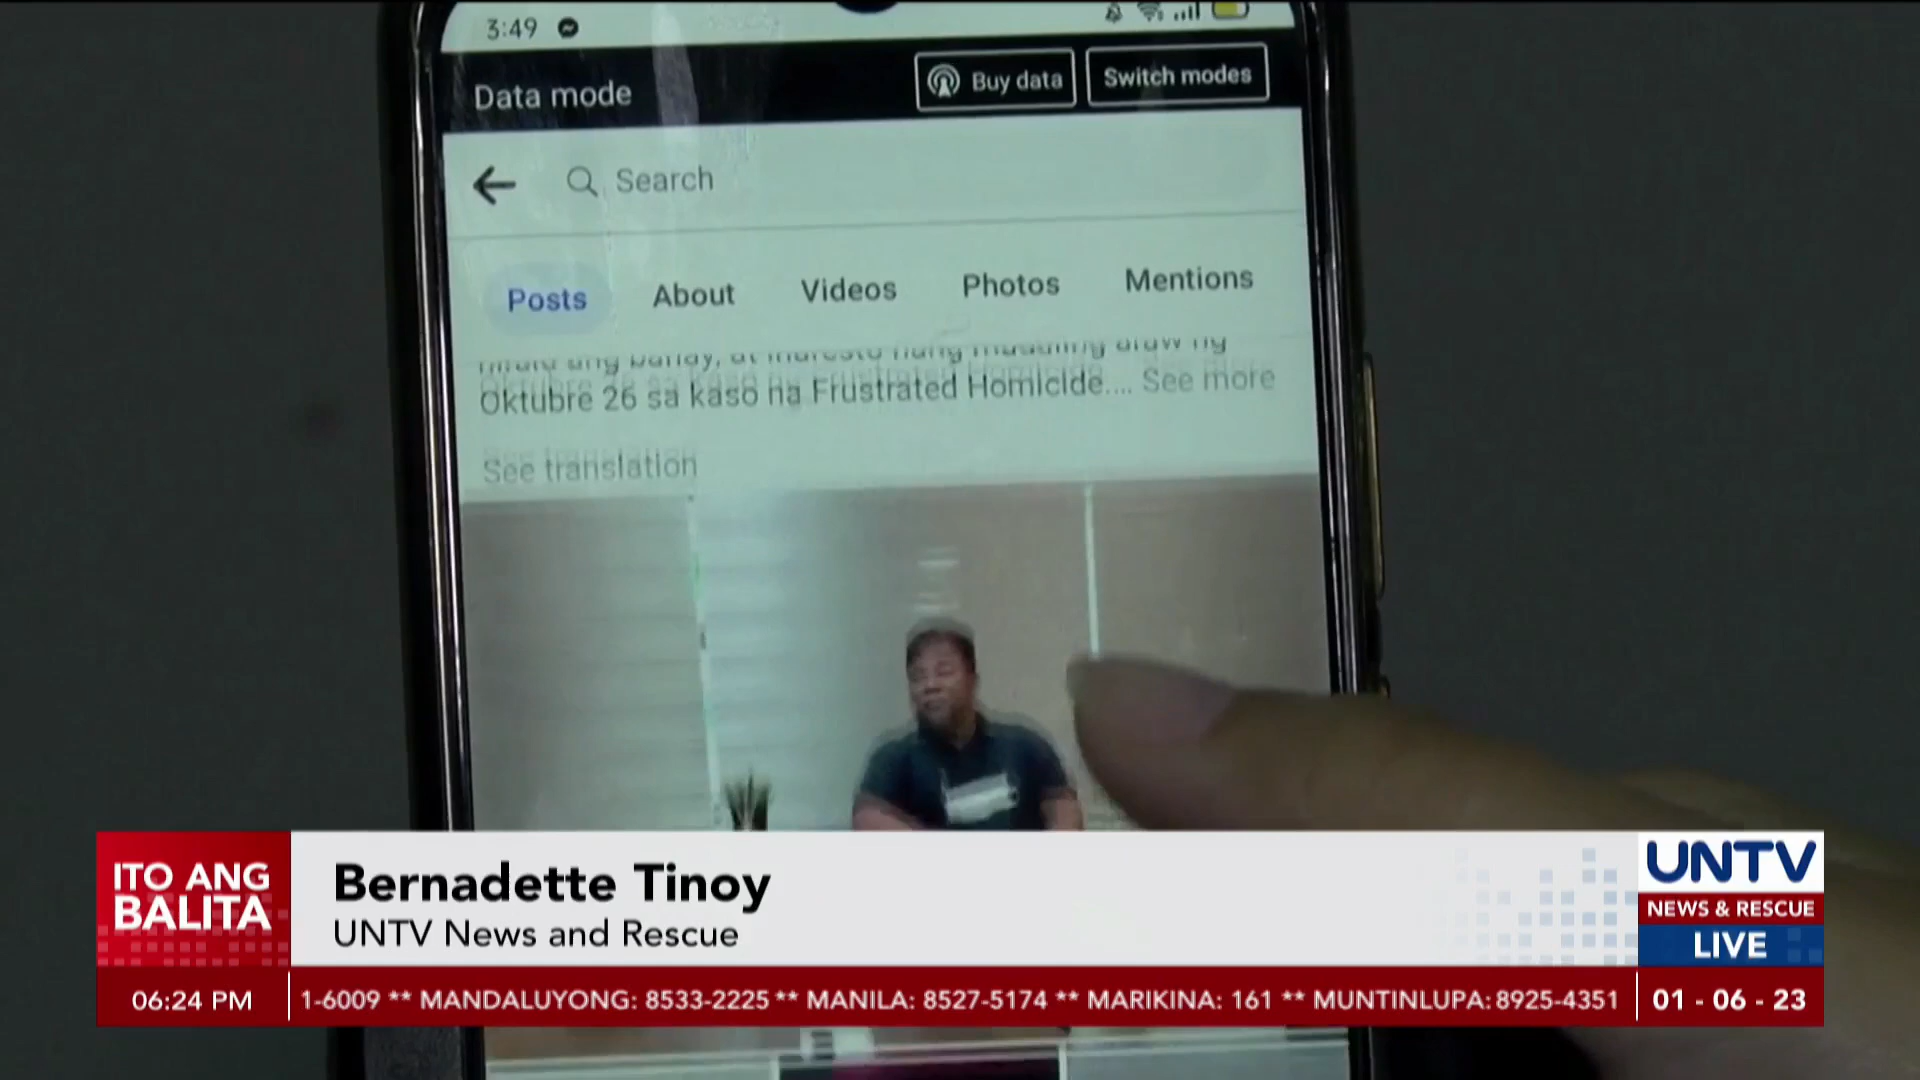 3:49
Data mode
Buy data
Switch modes
Search
Posts
About
Videos
Photos
Mentions
ang bahay, at
Oktubre 26 sa kaso na Frustrated Homicide.... See more
See translation
ITO ANG
BALITA
Bernadette Tinoy
UNTV News and Rescue
UNTV
NEWS & RESCUE
LIVE
06:24 PM
1-6009 ** MANDALUYONG: 8533-2225 ** MANILA: 8527-5174 ** MARIKINA: 161 ** MUNTINLUPA: 8925-4351
01 - 06 - 23